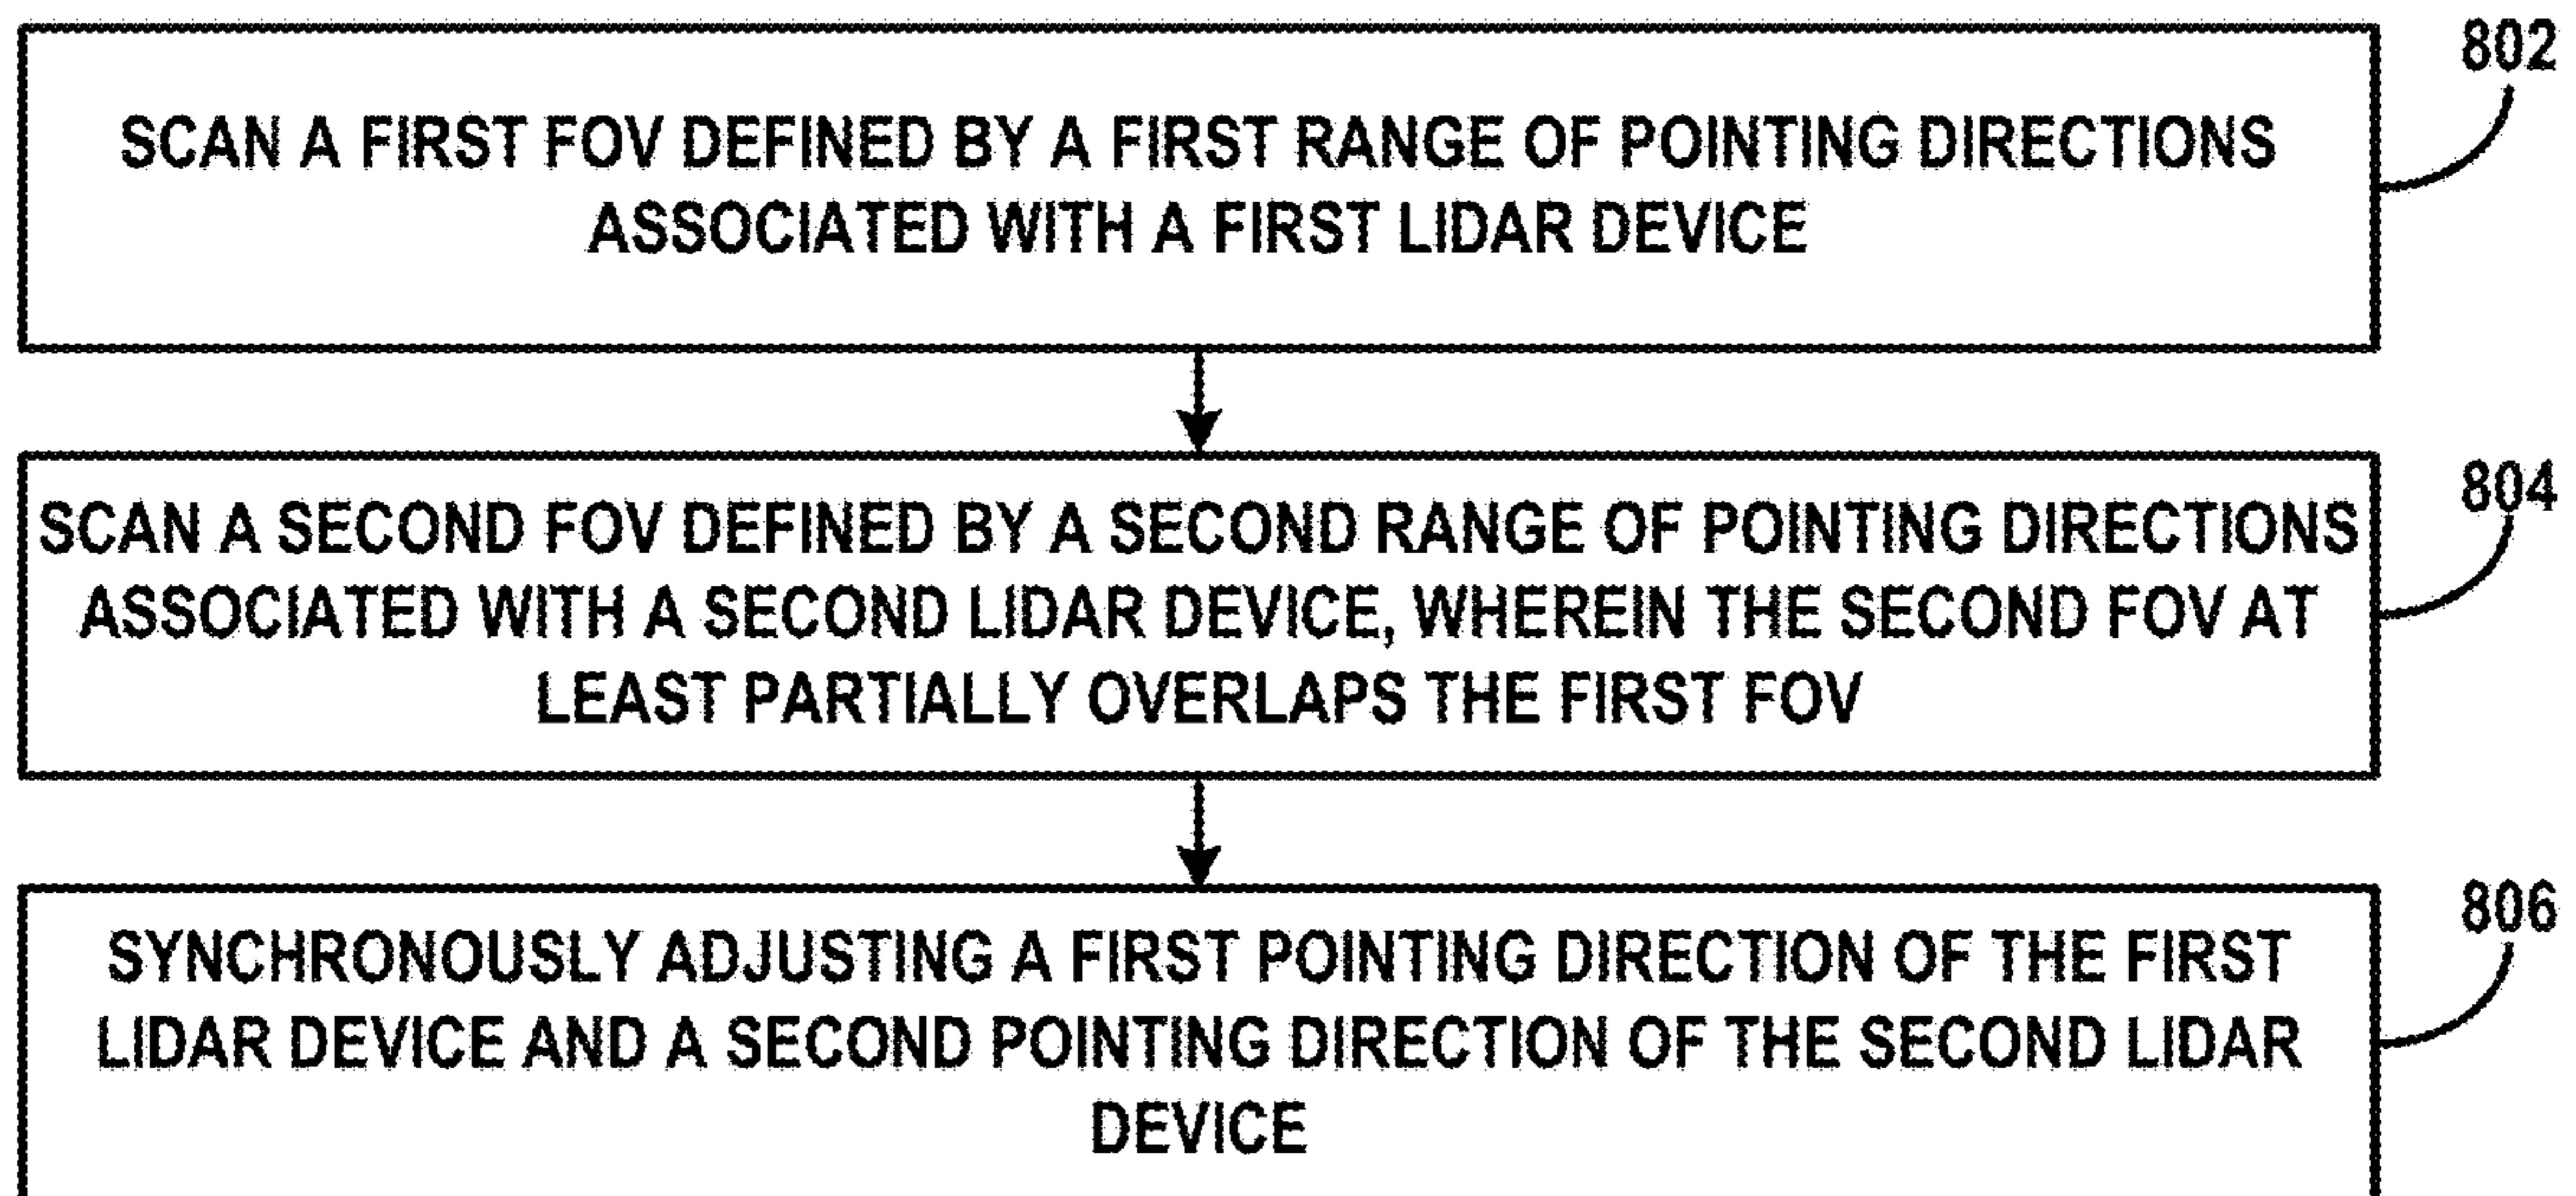 802
SCAN A FIRST FOV DEFINED BY A FIRST RANGE OF POINTING DIRECTIONS
ASSOCIATED WITH A FIRST LIDAR DEVICE
804
SCAN A SECOND FOV DEFINED BY A SECOND RANGE OF POINTING DIRECTIONS
ASSOCIATED WITH A SECOND LIDAR DEVICE, WHEREIN THE SECOND FOV AT
LEAST PARTIALLY OVERLAPS THE FIRST FOV
806
SYNCHRONOUSLY ADJUSTING A FIRST POINTING DIRECTION OF THE FIRST
LIDAR DEVICE AND A SECOND POINTING DIRECTION OF THE SECOND LIDAR
DEVICE